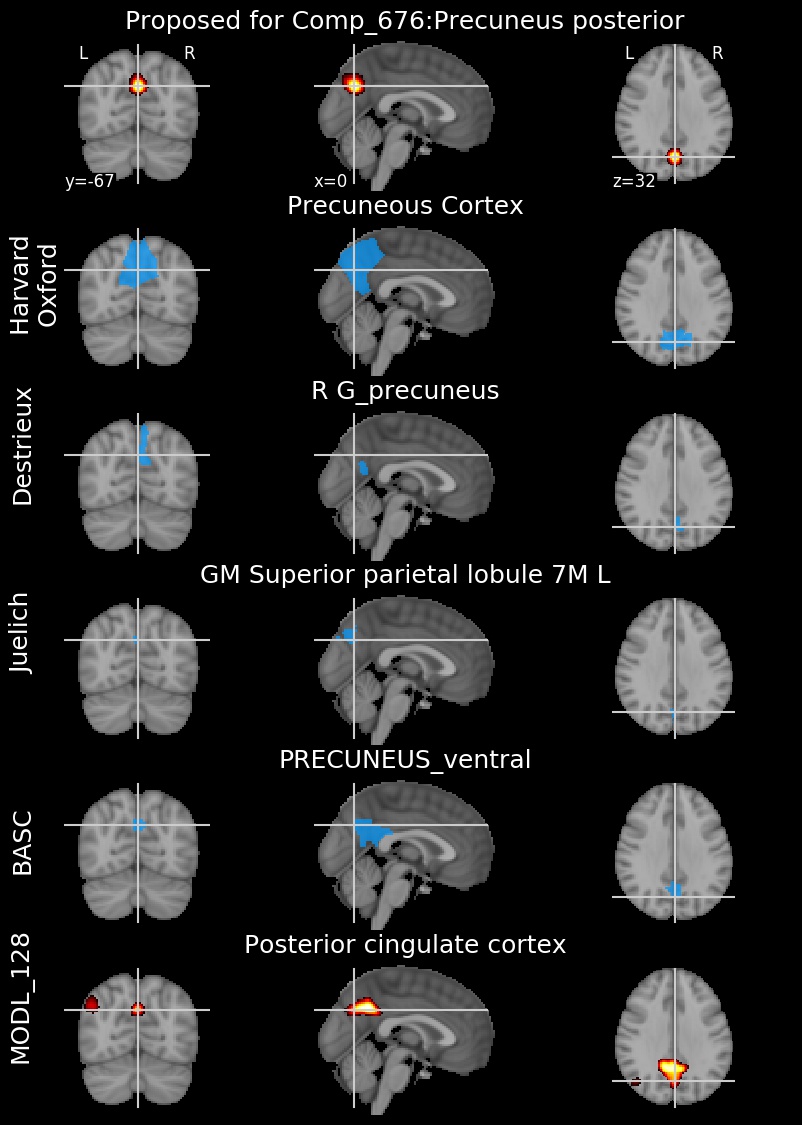 Proposed for Comp_676:Precuneus posterior
L R L R
y=-67 x=0 z=32
Precuneous Cortex
Harvard
Oxford
R G_precuneus
Destrieux
GM Superior parietal lobule 7M L
Juelich
PRECUNEUS_ventral
BASC
Posterior cingulate cortex
MODL_128